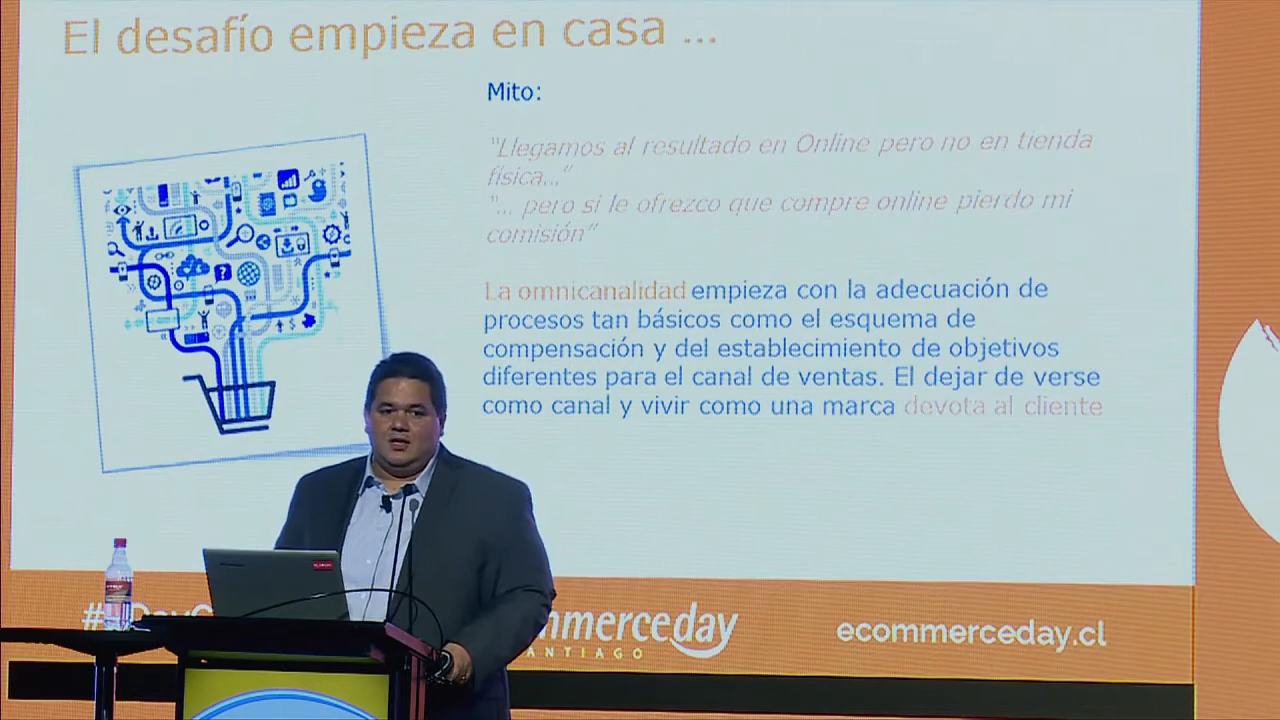 El desafío empieza en casa ...
Mito:
"Llegamos al resultado en Online pero no en tienda
física..."
"... pero si le ofrezco que compre online pierdo mi
comisión"
La omnicanalidad empieza con la adecuación de
procesos tan básicos como el esquema de
compensación y del establecimiento de objetivos
diferentes para el canal de ventas. El dejar de verse
como canal y vivir como una marca devota al cliente
mmerceday
ANTIAGO
ecommerceday.cl